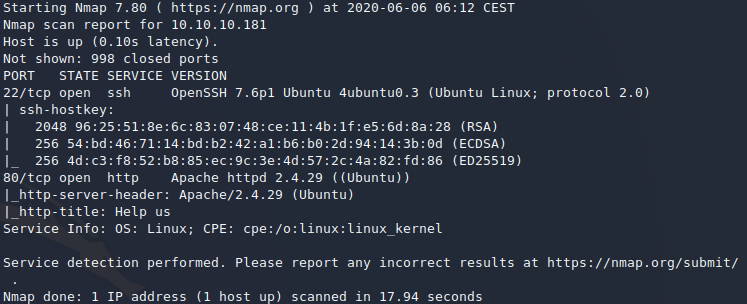 Starting Nmap 7.80 ( https://nmap.org ) at 2020-06-06 06:12 CEST
Nmap scan report for 10.10.10.181
Host is up (0.10s latency).
Not shown: 998 closed ports
PORT   STATE SERVICE VERSION
22/tcp open  ssh     OpenSSH 7.6p1 Ubuntu 4ubuntu0.3 (Ubuntu Linux; protocol 2.0)
| ssh-hostkey:
|   2048 96:25:51:8e:6c:83:07:48:ce:11:4b:1f:e5:6d:8a:28 (RSA)
|   256 54:bd:46:71:14:bd:b2:42:a1:b6:b0:2d:94:14:3b:0d (ECDSA)
|_  256 4d:c3:f8:52:b8:85:ec:9c:3e:4d:57:2c:4a:82:fd:86 (ED25519)
80/tcp open  http    Apache httpd 2.4.29 ((Ubuntu))
|_http-server-header: Apache/2.4.29 (Ubuntu)
|_http-title: Help us
Service Info: OS: Linux; CPE: cpe:/o:linux:linux_kernel

Service detection performed. Please report any incorrect results at https://nmap.org/submit/
 .
Nmap done: 1 IP address (1 host up) scanned in 17.94 seconds